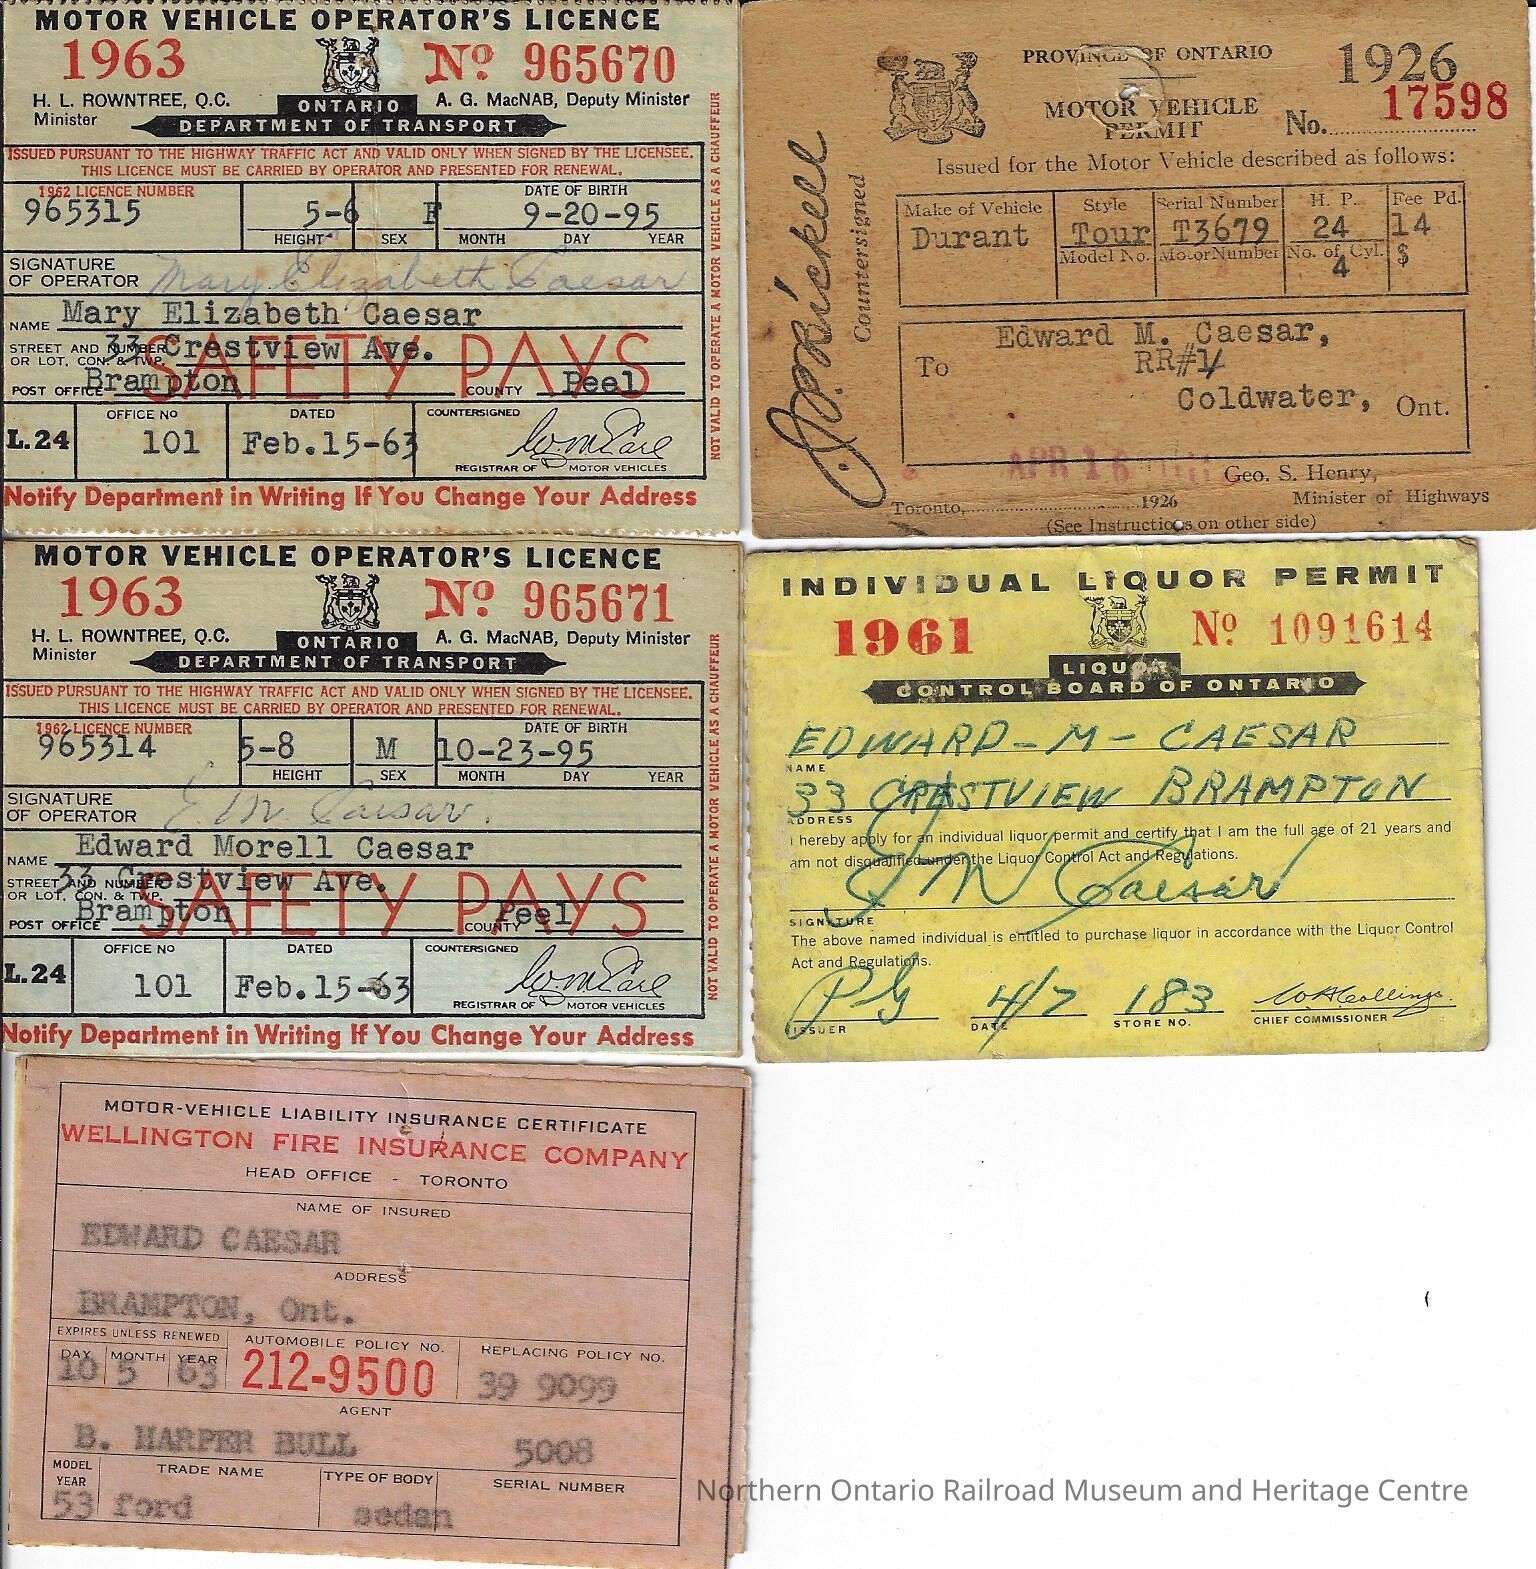 MOTOR VEHICLE OPERATOR'S LICENCE
1963
Nº 965670
H. L. ROWNTREE, Q.C.
Minister
A. G. MacNAB, Deputy Minister
ONTARIO
DEPARTMENT OF TRANSPORT
ISSUED PURSUANT TO THE HIGHWAY TRAFFIC ACT AND VALID ONLY WHEN SIGNED BY THE LICENSEE.
THIS LICENCE MUST BE CARRIED BY OPERATOR AND PRESENTED FOR RENEWAL.
1962 LICENCE NUMBER
DATE OF BIRTH
965315 5-6 F 9-20-95
HEIGHT SEX MONTH DAY YEAR
SIGNATURE
OF OPERATOR
Mary Elizabeth Caesar
NAME Mary Elizabeth Caesar
STREET AND NUMBER
OR LOT, CON. & TWP.
33 Crestview Ave.
SAFETY PAYS
POST OFFICE Brampton COUNTY Peel
OFFICE Nº DATED COUNTERSIGNED
L.24 101 Feb.15-63
REGISTRAR OF MOTOR VEHICLES
Notify Department in Writing If You Change Your Address
NOT VALID TO OPERATE A MOTOR VEHICLE AS A CHAUFFEUR
PROVINCE OF ONTARIO
1926
MOTOR VEHICLE
PERMIT
No. 17598
Issued for the Motor Vehicle described as follows:
Countersigned
Make of Vehicle Style Serial Number H. P. Fee Pd.
Durant Tour T3679 24 14
Model No. Motor Number No. of Cyl. $
4
To
Edward M. Caesar,
RR#1
Coldwater, Ont.
APR 16
Geo. S. Henry,
Toronto, 1926
Minister of Highways
(See Instructions on other side)
MOTOR VEHICLE OPERATOR'S LICENCE
1963
Nº 965671
H. L. ROWNTREE, Q.C.
Minister
A. G. MacNAB, Deputy Minister
ONTARIO
DEPARTMENT OF TRANSPORT
ISSUED PURSUANT TO THE HIGHWAY TRAFFIC ACT AND VALID ONLY WHEN SIGNED BY THE LICENSEE.
THIS LICENCE MUST BE CARRIED BY OPERATOR AND PRESENTED FOR RENEWAL.
1962 LICENCE NUMBER
DATE OF BIRTH
965314 5-8 M 10-23-95
HEIGHT SEX MONTH DAY YEAR
SIGNATURE
OF OPERATOR
E M Caesar.
NAME Edward Morell Caesar
STREET AND NUMBER
OR LOT, CON. & TWP.
33 Crestview Ave.
SAFETY PAYS
POST OFFICE Brampton COUNTY Peel
OFFICE Nº DATED COUNTERSIGNED
L.24 101 Feb.15-63
REGISTRAR OF MOTOR VEHICLES
Notify Department in Writing If You Change Your Address
NOT VALID TO OPERATE A MOTOR VEHICLE AS A CHAUFFEUR
INDIVIDUAL LIQUOR PERMIT
1961
Nº 1091614
LIQUOR
CONTROL BOARD OF ONTARIO
EDWARD - M - CAESAR
NAME
33 CRESTVIEW BRAMPTON
ADDRESS
I hereby apply for an individual liquor permit and certify that I am the full age of 21 years and
am not disqualified under the Liquor Control Act and Regulations.
E M Caesar
SIGNATURE
The above named individual is entitled to purchase liquor in accordance with the Liquor Control
Act and Regulations.
PG 4/7 183
ISSUER DATE STORE NO. CHIEF COMMISSIONER
MOTOR-VEHICLE LIABILITY INSURANCE CERTIFICATE
WELLINGTON FIRE INSURANCE COMPANY
HEAD OFFICE - TORONTO
NAME OF INSURED
EDWARD CAESAR
ADDRESS
BRAMPTON, Ont.
EXPIRES UNLESS RENEWED AUTOMOBILE POLICY NO. REPLACING POLICY NO.
DAY MONTH YEAR
10 5 63 212-9500 39 9099
AGENT
B. HARPER BULL 5008
MODEL YEAR TRADE NAME TYPE OF BODY SERIAL NUMBER
53 ford sedan
Northern Ontario Railroad Museum and Heritage Centre